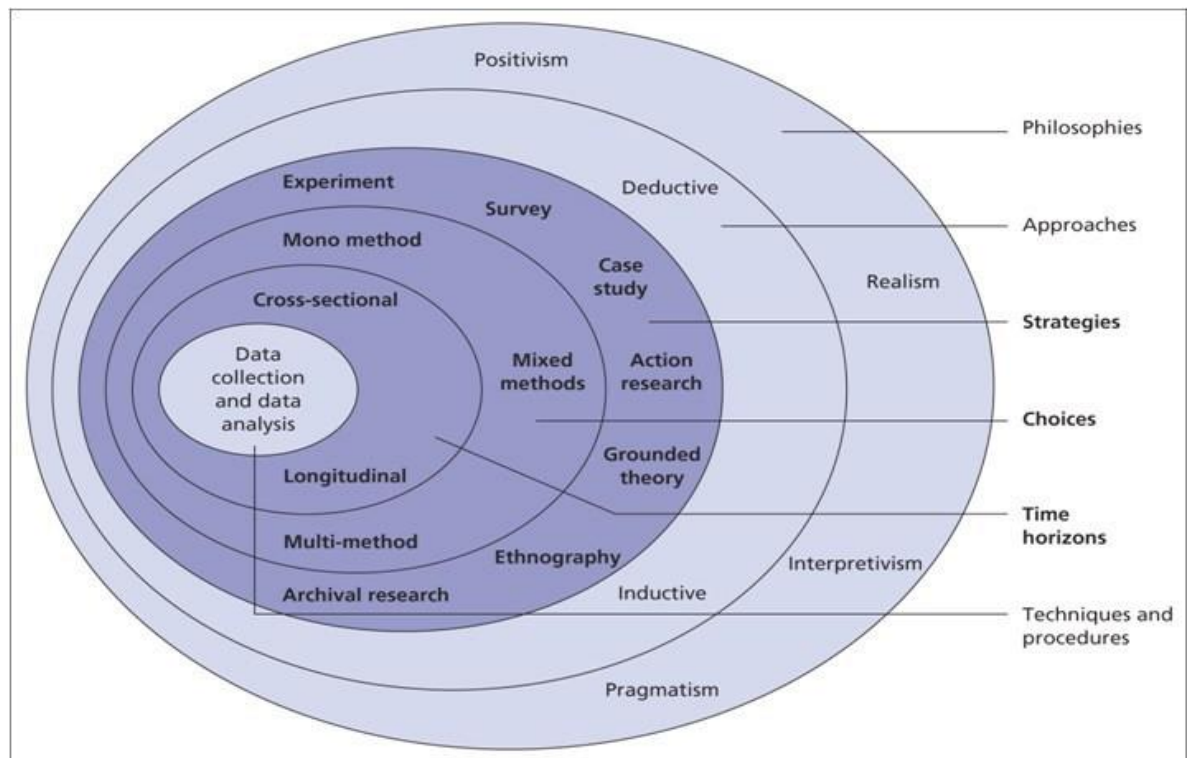 Positivism
Philosophies
Experiment
Deductive
Survey
Approaches
Mono method
Case
study
Realism
Cross-sectional
Strategies
Data
collection
and data
analysis
Mixed
methods
Action
research
Choices
Longitudinal
Grounded
theory
Time
horizons
Multi-method
Ethnography
Interpretivism
Archival research
Inductive
Techniques and
procedures
Pragmatism